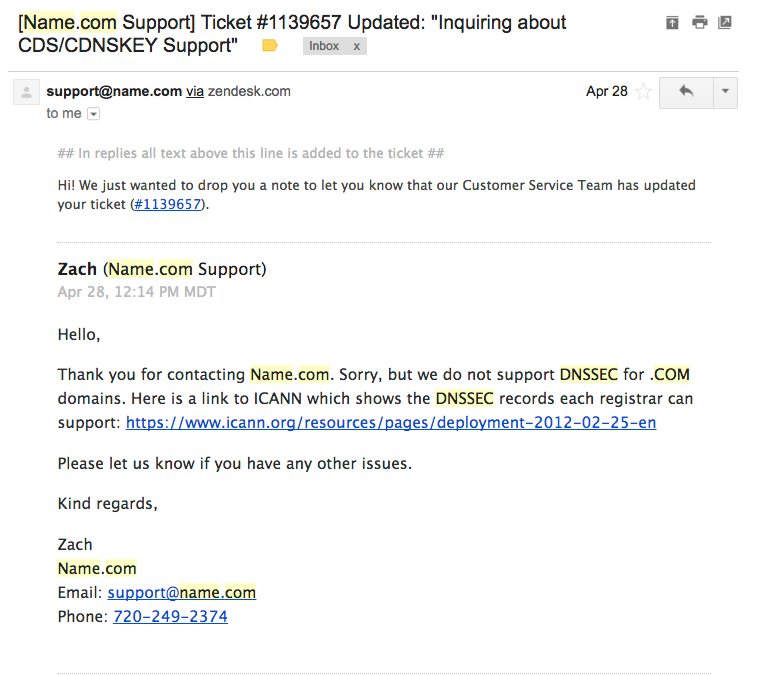 [Name.com Support] Ticket #1139657 Updated: "Inquiring about
CDS/CDNSKEY Support"
Inbox x
support@name.com via zendesk.com
Apr 28
to me
## In replies all text above this line is added to the ticket ##
Hi! We just wanted to drop you a note to let you know that our Customer Service Team has updated
your ticket (#1139657).
Zach (Name.com Support)
Apr 28, 12:14 PM MDT
Hello,
Thank you for contacting Name.com. Sorry, but we do not support DNSSEC for .COM
domains. Here is a link to ICANN which shows the DNSSEC records each registrar can
support: https://www.icann.org/resources/pages/deployment-2012-02-25-en
Please let us know if you have any other issues.
Kind regards,
Zach
Name.com
Email: support@name.com
Phone: 720-249-2374